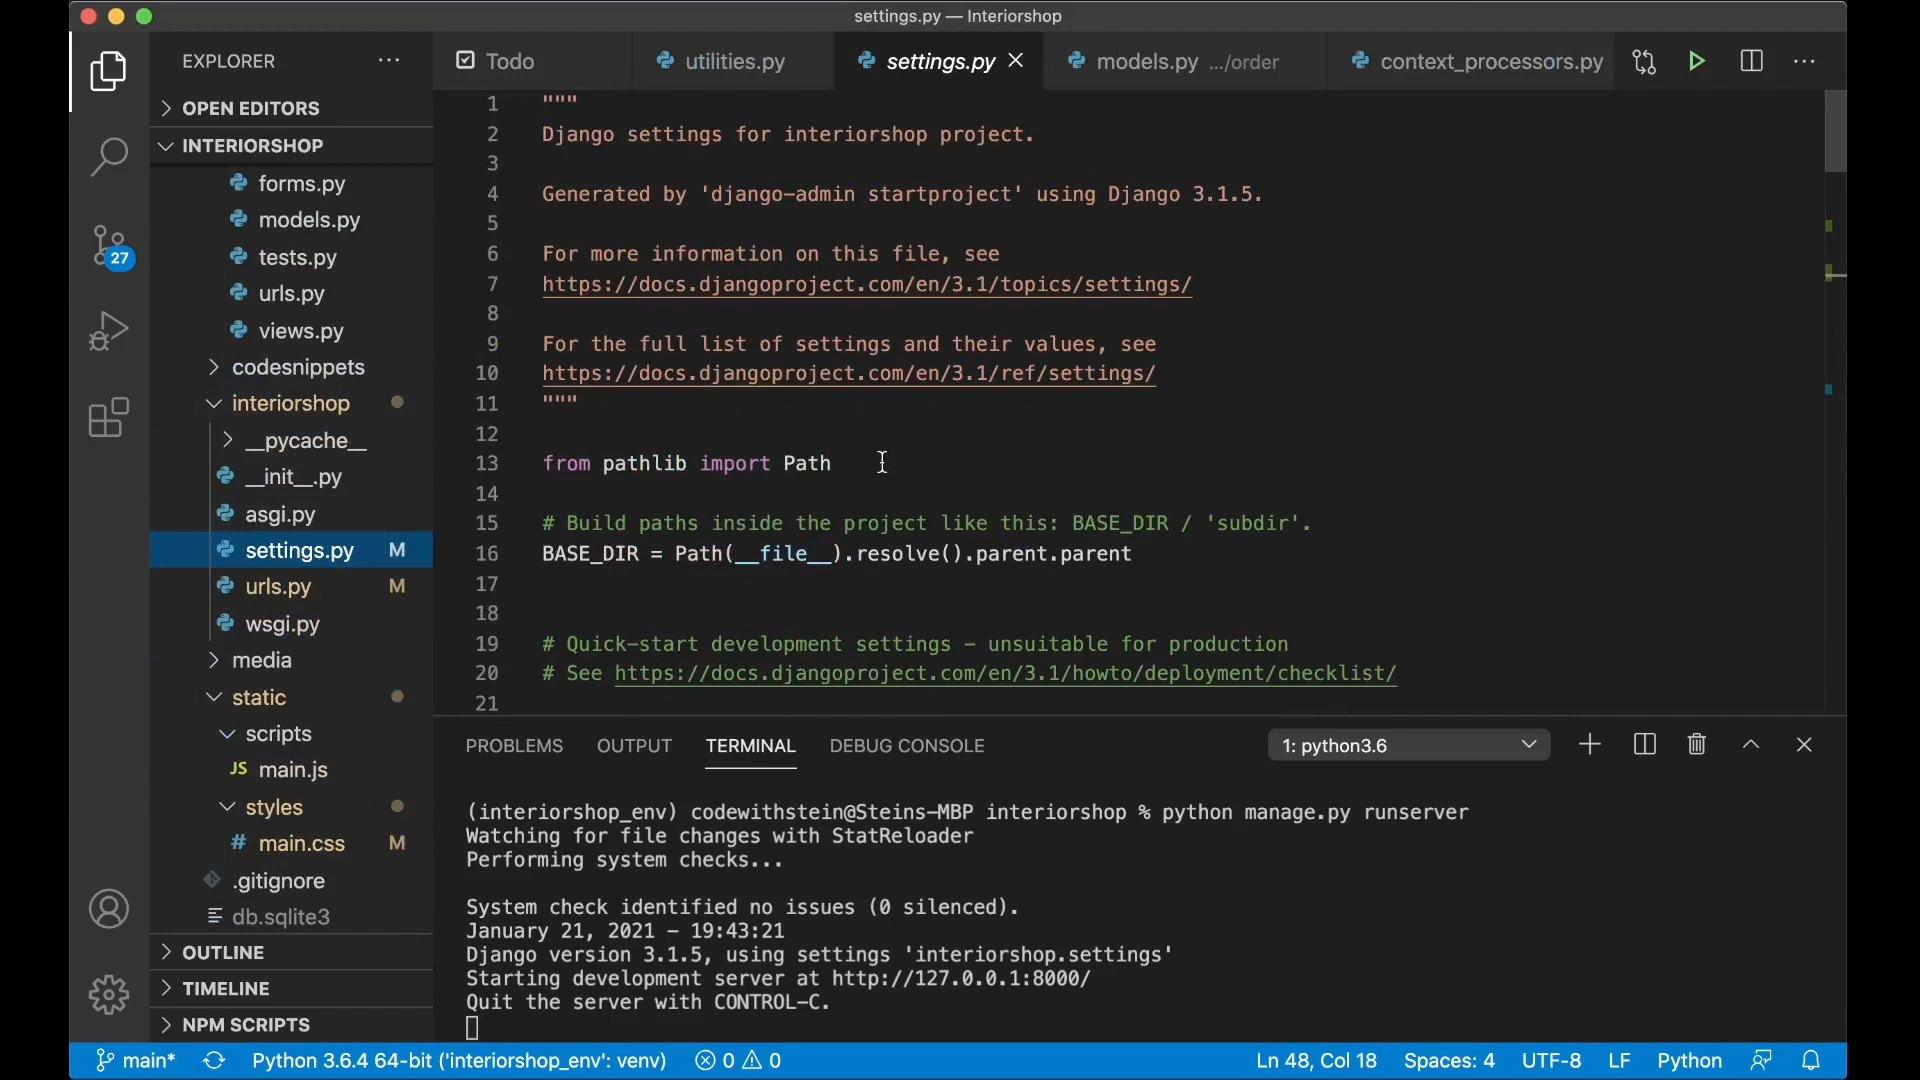 settings.py — Interiorshop
EXPLORER
Todo
utilities.py
settings.py
models.py .../order
context_processors.py
OPEN EDITORS
INTERIORSHOP
forms.py
models.py
tests.py
urls.py
views.py
codesnippets
interiorshop
__pycache__
__init__.py
asgi.py
settings.py M
urls.py M
wsgi.py
media
static
scripts
JS main.js
styles
# main.css M
.gitignore
db.sqlite3
OUTLINE
TIMELINE
NPM SCRIPTS
27
1 """
2 Django settings for interiorshop project.
3
4 Generated by 'django-admin startproject' using Django 3.1.5.
5
6 For more information on this file, see
7 https://docs.djangoproject.com/en/3.1/topics/settings/
8
9 For the full list of settings and their values, see
10 https://docs.djangoproject.com/en/3.1/ref/settings/
11 """
12
13 from pathlib import Path
14
15 # Build paths inside the project like this: BASE_DIR / 'subdir'.
16 BASE_DIR = Path(__file__).resolve().parent.parent
17
18
19 # Quick-start development settings - unsuitable for production
20 # See https://docs.djangoproject.com/en/3.1/howto/deployment/checklist/
21
PROBLEMS OUTPUT TERMINAL DEBUG CONSOLE
1: python3.6
(interiorshop_env) codewithstein@Steins-MBP interiorshop % python manage.py runserver
Watching for file changes with StatReloader
Performing system checks...
System check identified no issues (0 silenced).
January 21, 2021 - 19:43:21
Django version 3.1.5, using settings 'interiorshop.settings'
Starting development server at http://127.0.0.1:8000/
Quit the server with CONTROL-C.
main* Python 3.6.4 64-bit ('interiorshop_env': venv) 0 0 Ln 48, Col 18 Spaces: 4 UTF-8 LF Python